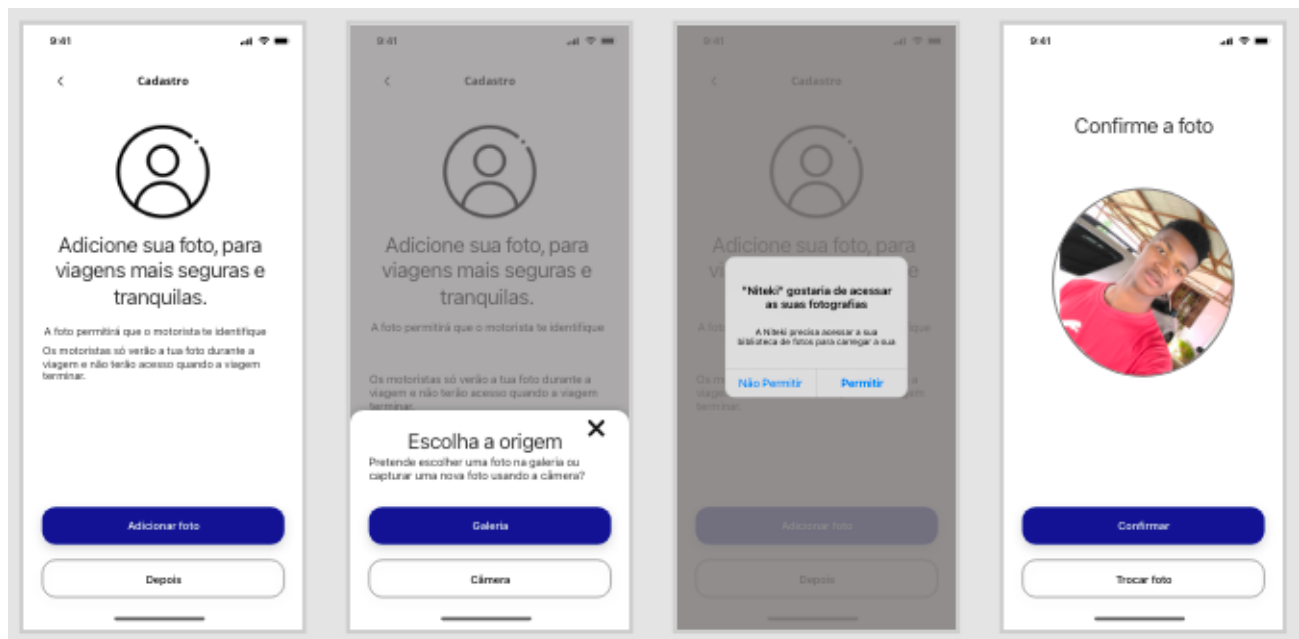 9:41
Cadastro
Adicione sua foto, para
viagens mais seguras e
tranquilas.
A foto permitirá que o motorista te identifique
Os motoristas só verão a tua foto durante a
viagem e não terão acesso quando a viagem
terminar.
Adicionar foto
Depois
9:41
Cadastro
Adicione sua foto, para
viagens mais seguras e
tranquilas.
A foto permitirá que o motorista te identifique
Os motoristas só verão a tua foto durante a
viagem e não terão acesso quando a viagem
terminar.
Escolha a origem
Pretende escolher uma foto na galeria ou
capturar uma nova foto usando a câmera?
Galeria
Câmera
9:41
Cadastro
Adicione sua foto, para
"Niteki" gostaria de acessar
as suas fotografias
A Niteki precisa acessar a sua
biblioteca de fotos para carregar a sua
Não Permitir
Permitir
terminar.
Adicionar foto
Depois
9:41
Confirme a foto
Confirmar
Trocar foto